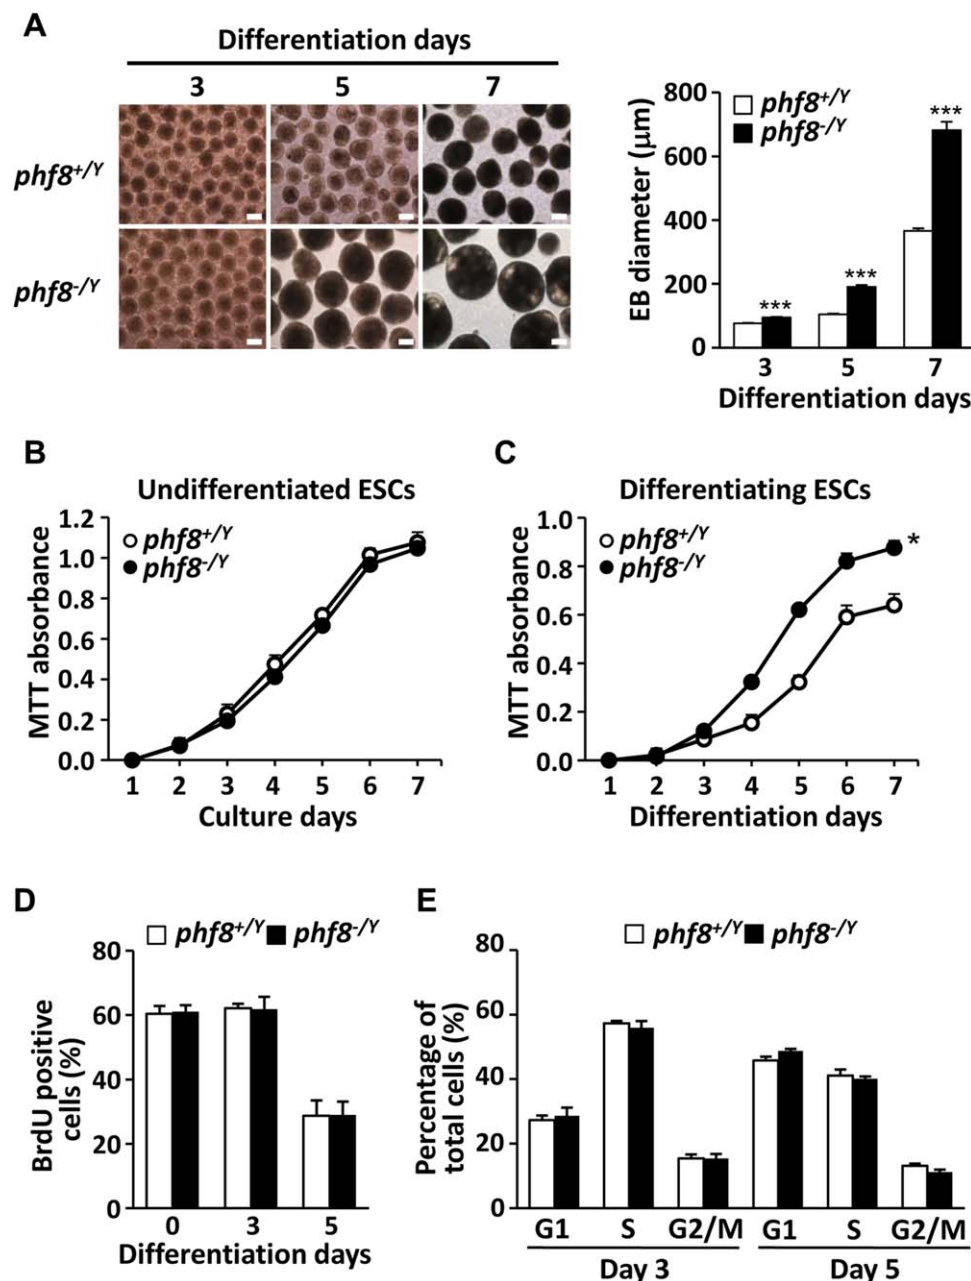 A
Differentiation days
3 5 7
phf8+/Y
phf8-/Y
800
600
400
200
0
EB diameter (μm)
phf8+/Y
phf8-/Y
***
***
***
3 5 7
Differentiation days
B
Undifferentiated ESCs
1.2
1.0
0.8
0.6
0.4
0.2
0.0
MTT absorbance
phf8+/Y
phf8-/Y
1 2 3 4 5 6 7
Culture days
C
Differentiating ESCs
1.0
0.8
0.6
0.4
0.2
0.0
MTT absorbance
phf8+/Y
phf8-/Y
*
1 2 3 4 5 6 7
Differentiation days
D
phf8+/Y phf8-/Y
80
60
40
20
0
BrdU positive
cells (%)
0 3 5
Differentiation days
E
phf8+/Y phf8-/Y
80
60
40
20
0
Percentage of
total cells (%)
G1 S G2/M G1 S G2/M
Day 3 Day 5